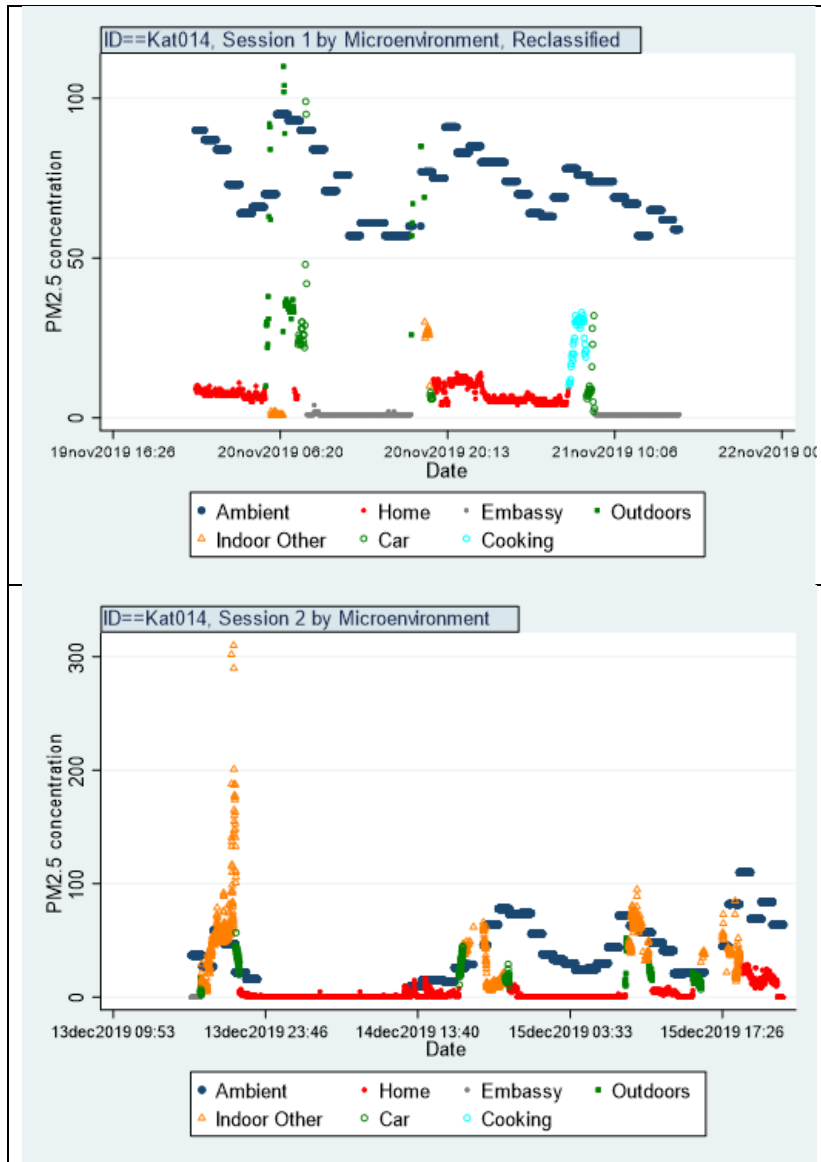 ID==Kat014, Session 1 by Microenvironment, Reclassified
100
50
0
PM2.5 concentration
19nov2019 16:26 20nov2019 06:20 20nov2019 20:13 21nov2019 10:06 22nov2019 00
Date
Ambient Home Embassy Outdoors
Indoor Other Car Cooking
ID==Kat014, Session 2 by Microenvironment
300
200
100
0
PM2.5 concentration
13dec2019 09:53 13dec2019 23:46 14dec2019 13:40 15dec2019 03:33 15dec2019 17:26
Date
Ambient Home Embassy Outdoors
Indoor Other Car Cooking